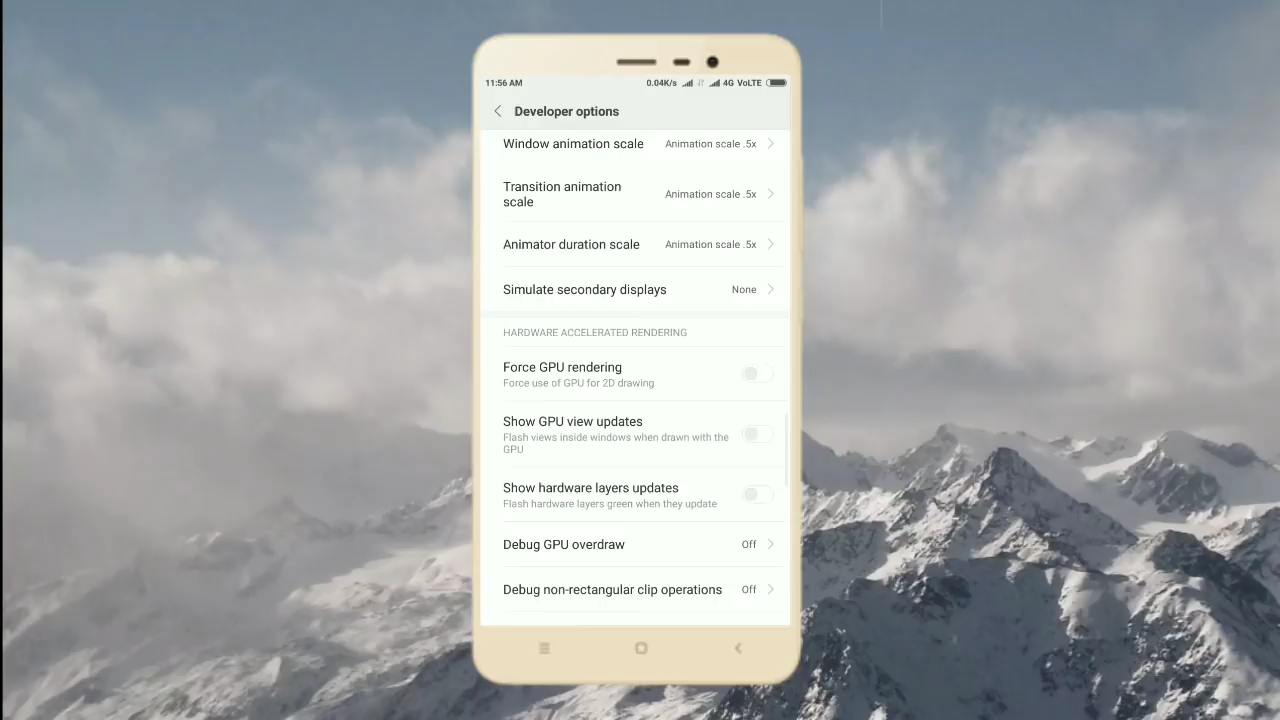 11:56 AM 0.04K/s 4G VoLTE
Developer options
Window animation scale Animation scale .5x
Transition animation
scale Animation scale .5x
Animator duration scale Animation scale .5x
Simulate secondary displays None
HARDWARE ACCELERATED RENDERING
Force GPU rendering
Force use of GPU for 2D drawing
Show GPU view updates
Flash views inside windows when drawn with the
GPU
Show hardware layers updates
Flash hardware layers green when they update
Debug GPU overdraw Off
Debug non-rectangular clip operations Off